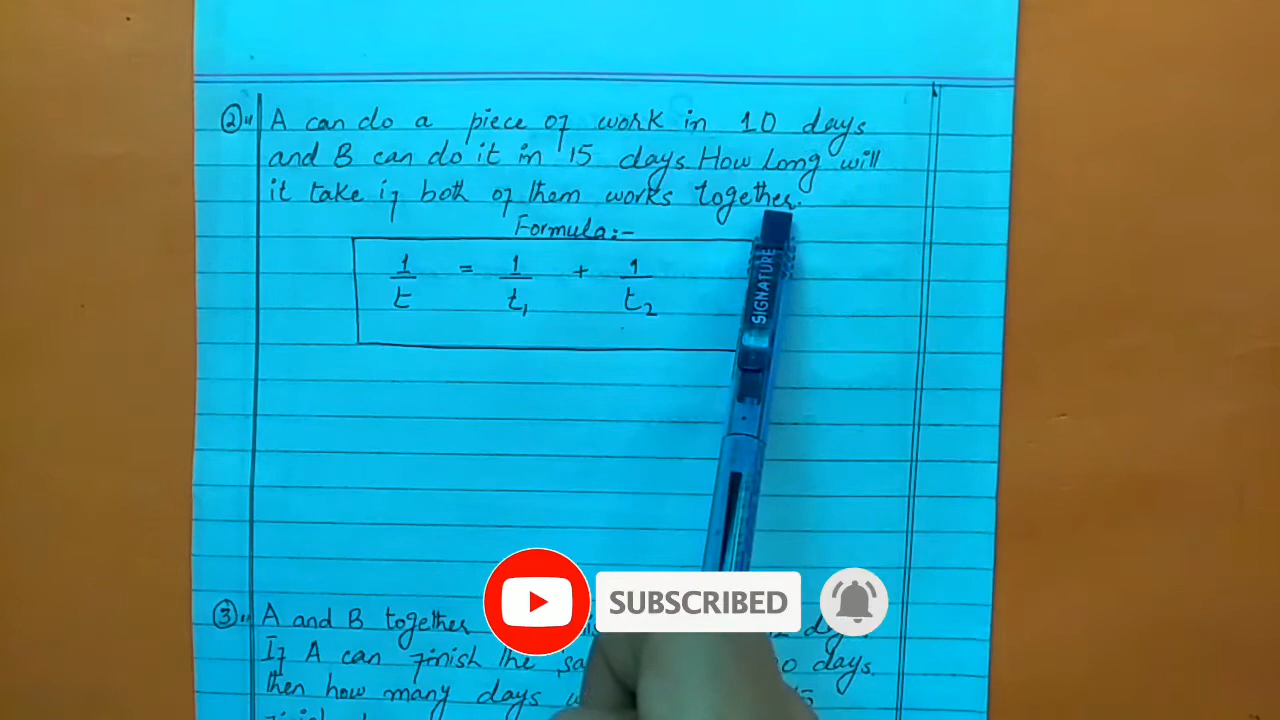 2 A can do a piece of work in 10 days
and B can do it in 15 days. How Long will
it take if both of them works together.
Formula:-
1/t = 1/t₁ + 1/t₂
SIGNATURE
SUBSCRIBED
3 A and B together
If A can finish the days.
then how many days